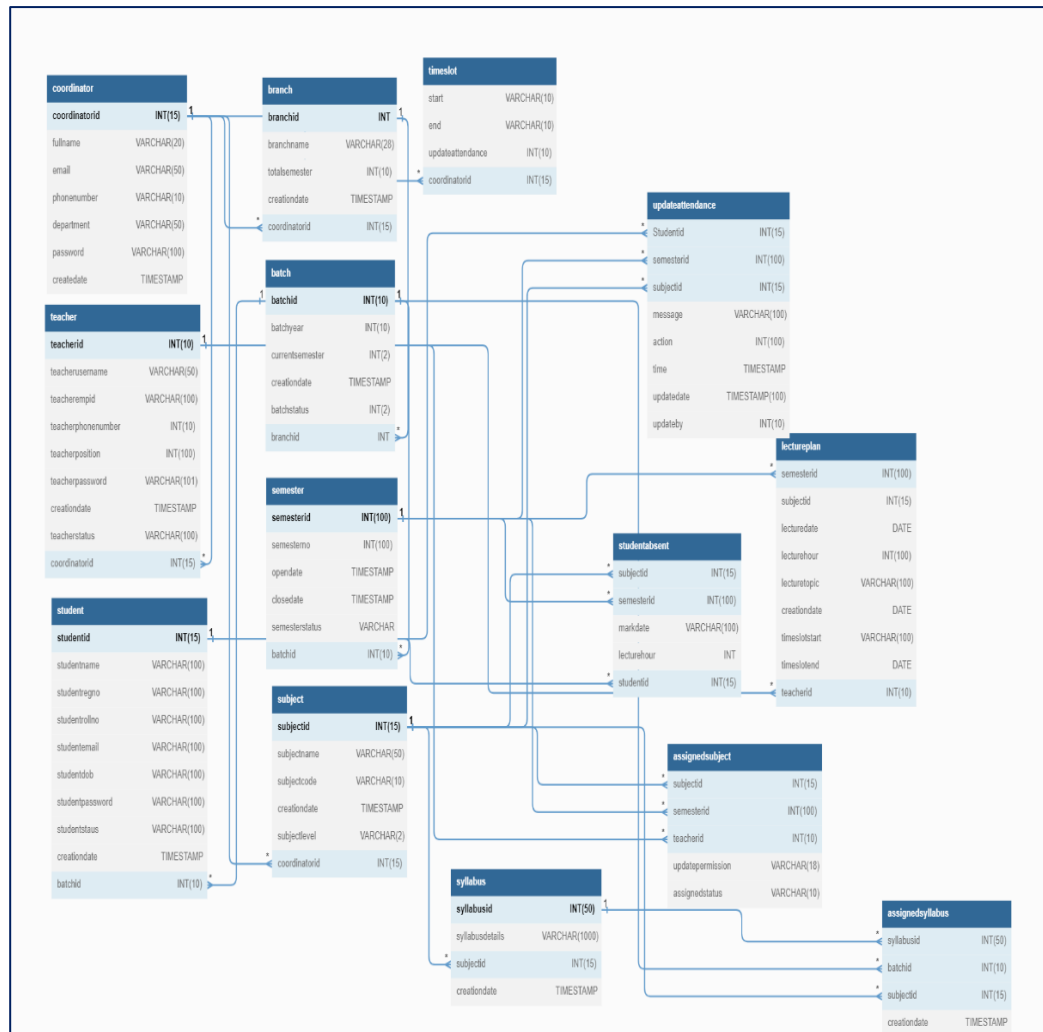 coordinator
coordinatorid INT(15) 1
fullname VARCHAR(20)
email VARCHAR(50)
phonenumber VARCHAR(10)
department VARCHAR(50)
password VARCHAR(100)
createdate TIMESTAMP
branch
branchid INT 1
branchname VARCHAR(28)
totalsemester INT(10)
creationdate TIMESTAMP
* coordinatorid INT(15)
timeslot
start VARCHAR(10)
end VARCHAR(10)
updateattendance INT(10)
* coordinatorid INT(15)
updateattendance
* Studentid INT(15)
* semesterid INT(100)
* subjectid INT(15)
message VARCHAR(100)
action INT(100)
time TIMESTAMP
updatedate TIMESTAMP(100)
updateby INT(10)
batch
1 batchid INT(10) 1
batchyear INT(10)
currentsemester INT(2)
creationdate TIMESTAMP
batchstatus INT(2)
branchid INT *
teacher
teacherid INT(10) 1
teacherusername VARCHAR(50)
teacherempid VARCHAR(100)
teacherphonenumber INT(10)
teacherposition INT(100)
teacherpassword VARCHAR(101)
creationdate TIMESTAMP
teacherstatus VARCHAR(100)
coordinatorid INT(15) *
lectureplan
* semesterid INT(100)
subjectid INT(15)
lecturedate DATE
lecturehour INT(100)
lecturetopic VARCHAR(100)
creationdate DATE
timeslotstart VARCHAR(100)
timeslotend DATE
* teacherid INT(10)
semester
semesterid INT(100) 1
semesterno INT(100)
opendate TIMESTAMP
closedate TIMESTAMP
semesterstatus VARCHAR
batchid INT(10) *
studentabsent
* subjectid INT(15)
* semesterid INT(100)
markdate VARCHAR(100)
lecturehour INT
* studentid INT(15)
student
studentid INT(15) 1
studentname VARCHAR(100)
studentregno VARCHAR(100)
studentrollno VARCHAR(100)
studentemail VARCHAR(100)
studentdob VARCHAR(100)
studentpassword VARCHAR(100)
studentstaus VARCHAR(100)
creationdate TIMESTAMP
batchid INT(10) *
subject
subjectid INT(15) 1
subjectname VARCHAR(50)
subjectcode VARCHAR(10)
creationdate TIMESTAMP
subjectlevel VARCHAR(2)
* coordinatorid INT(15)
assignedsubject
* subjectid INT(15)
* semesterid INT(100)
* teacherid INT(10)
updatepermission VARCHAR(18)
assignedstatus VARCHAR(10)
syllabus
syllabusid INT(50) 1
syllabusdetails VARCHAR(1000)
* subjectid INT(15)
creationdate TIMESTAMP
assignedsyllabus
* syllabusid INT(50)
* batchid INT(10)
* subjectid INT(15)
creationdate TIMESTAMP